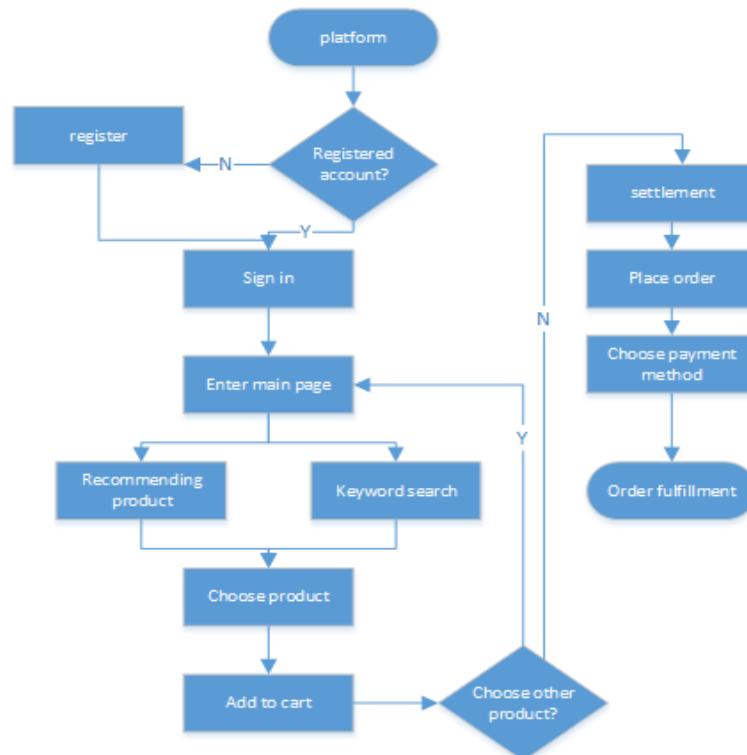 platform
register
N
Registered
account?
Y
Sign in
Enter main page
Recommending
product
Keyword search
Choose product
Add to cart
Choose other
product?
Y
N
settlement
Place order
Choose payment
method
Order fulfillment